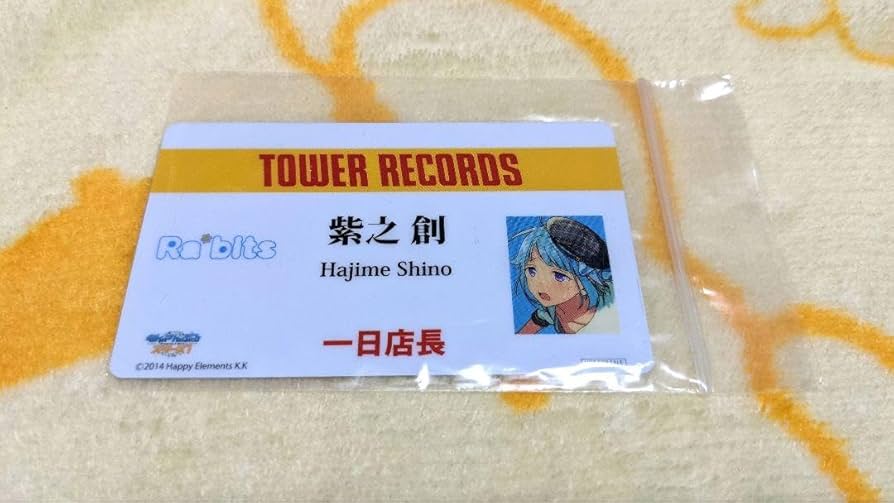 TOWER RECORDS
紫之 創
Ra*bits
Hajime Shino
一日店長
©2014 Happy Elements K.K